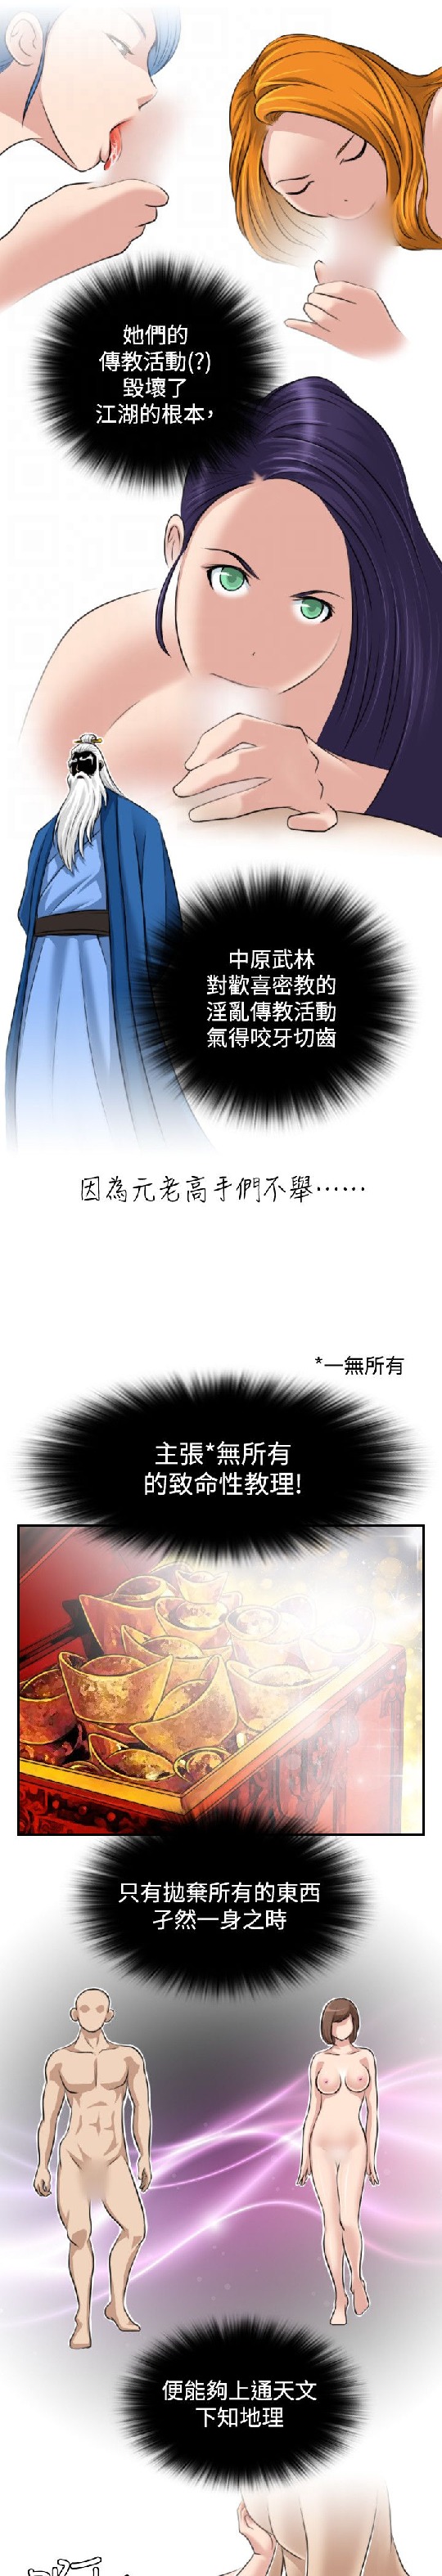 她們的
傳教活動(?)
毀壞了
江湖的根本,
中原武林
對歡喜密教的
淫亂傳教活動
氣得咬牙切齒
因為元老高手們不舉……
*一無所有
主張*無所有
的致命性教理!
只有拋棄所有的東西
孑然一身之時
便能夠上通天文
下知地理